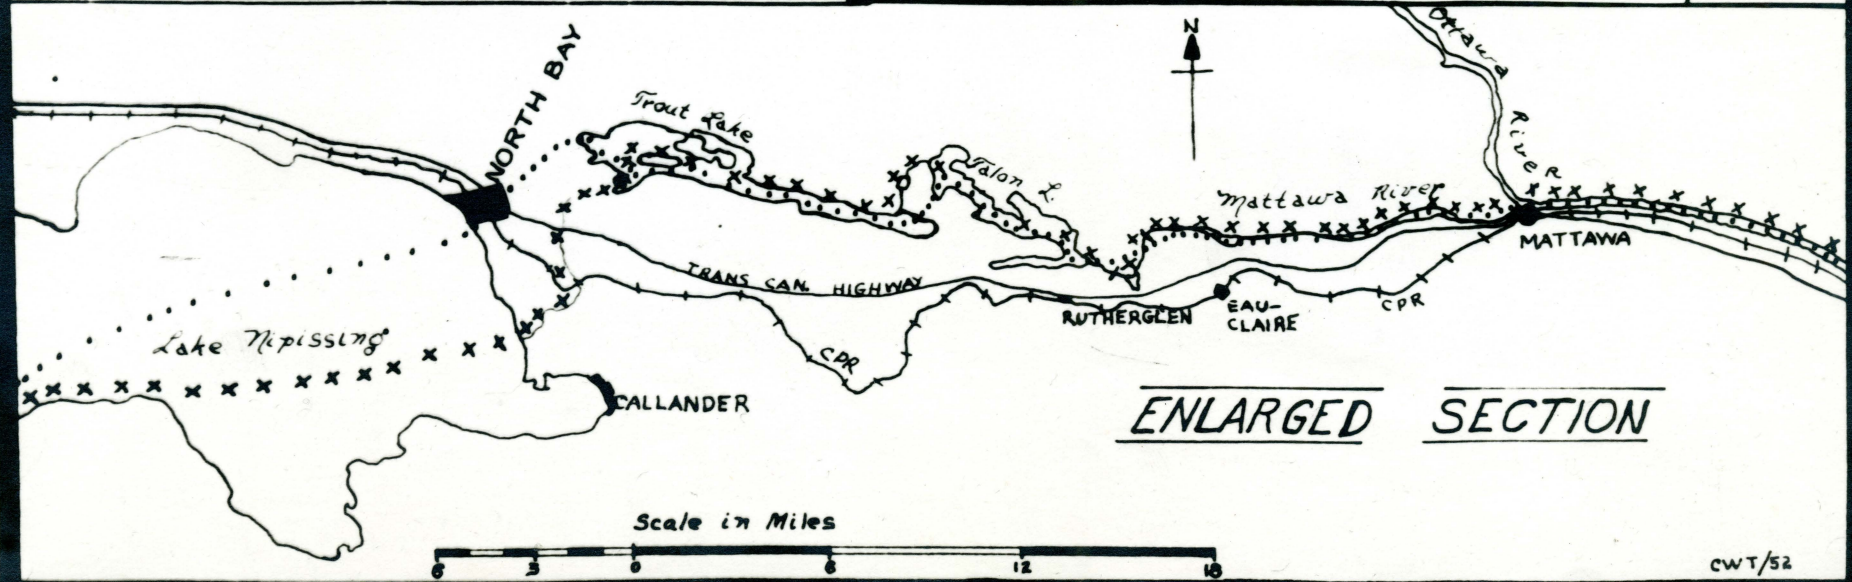 NORTH BAY
Trout Lake
N
Ottawa
River
Talon L.
Mattawa River
MATTAWA
TRANS CAN. HIGHWAY
RUTHERGLEN
EAU-
CLAIRE
CPR
Lake Nipissing
CPR
CALLANDER
ENLARGED SECTION
Scale in Miles
6 3 0 6 12 18
CWT/52